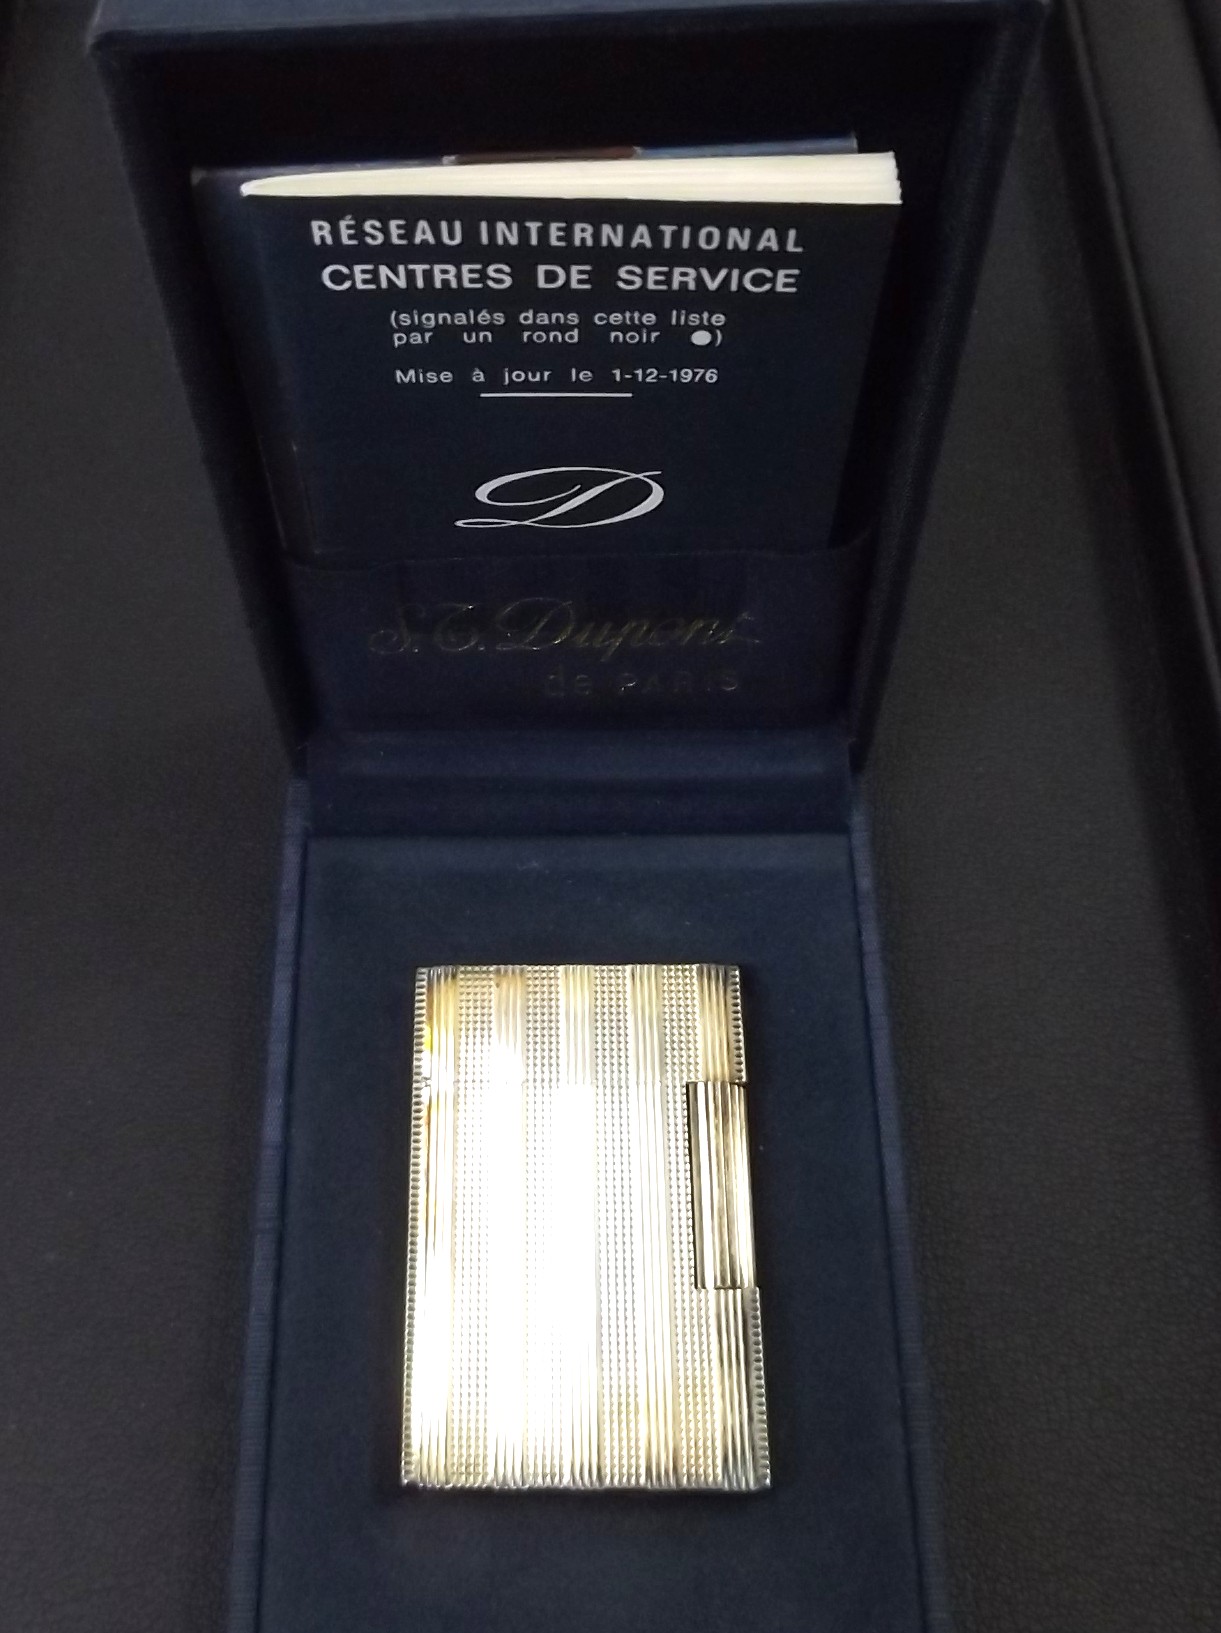 RÉSEAU INTERNATIONAL
CENTRES DE SERVICE
(signalés dans cette liste
par un rond noir ●)
Mise à jour le 1-12-1976
D
S.T. Dupont
de PARIS